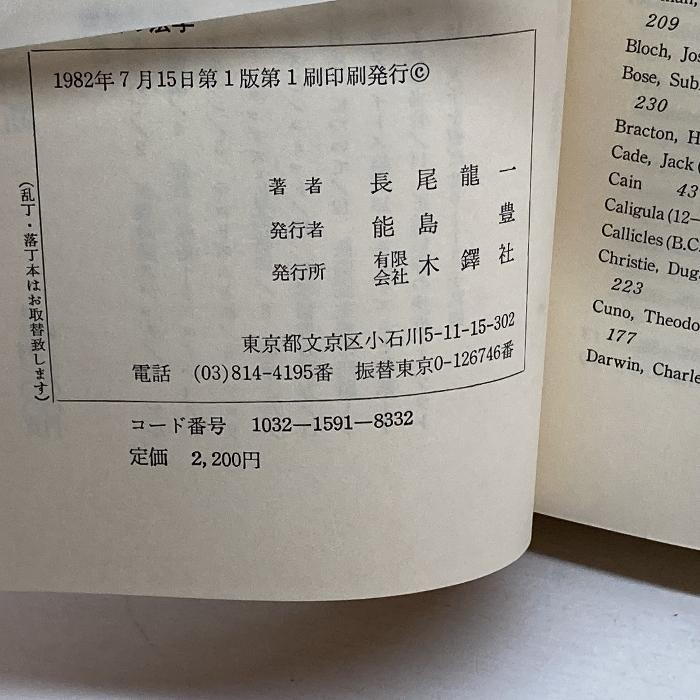 の法学
1982年7月15日第1版第1刷印刷発行©
著者 長尾龍一
発行者 能島豊
発行所 有限会社 木鐸社
東京都文京区小石川5-11-15-302
電話 (03)814-4195番 振替東京0-126746番
(乱丁・落丁本はお取替致します)
コード番号 1032―1591―8332
定価 2,200円
209
Bloch, Jos
Bose, Sub
230
Bracton, H
Cade, Jack (
Cain 43
Caligula (12–
Callicles (B.C.
Christie, Dug
223
Cuno, Theodo
177
Darwin, Charle